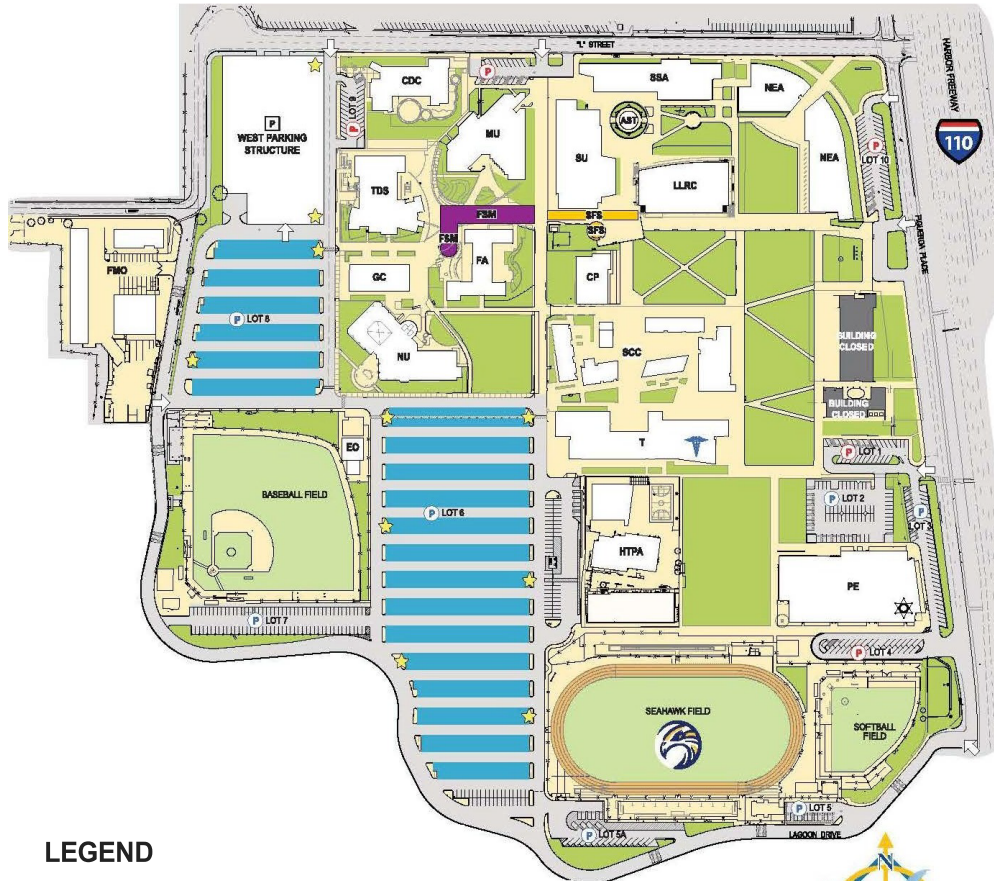 "L" STREET
HARBOR FREEWAY
110
P
WEST PARKING
STRUCTURE
P
LOT 9
CDC
P
MU
SSA
AST
SU
NEA
NEA
P
LOT 10
LLRC
TDS
FSM
FSM
SFS
SFS
FIGUEROA PLACE
FMO
GC
FA
CP
P LOT 8
NU
SCC
BUILDING
CLOSED
BUILDING
CLOSED
EO
T
P LOT 1
P LOT 2
P
LOT 3
BASEBALL FIELD
P LOT 6
HTPA
PE
P LOT 7
P LOT 4
SEAHAWK FIELD
SOFTBALL
FIELD
P LOT 5
P LOT 5A
LAGOON DRIVE
LEGEND
N